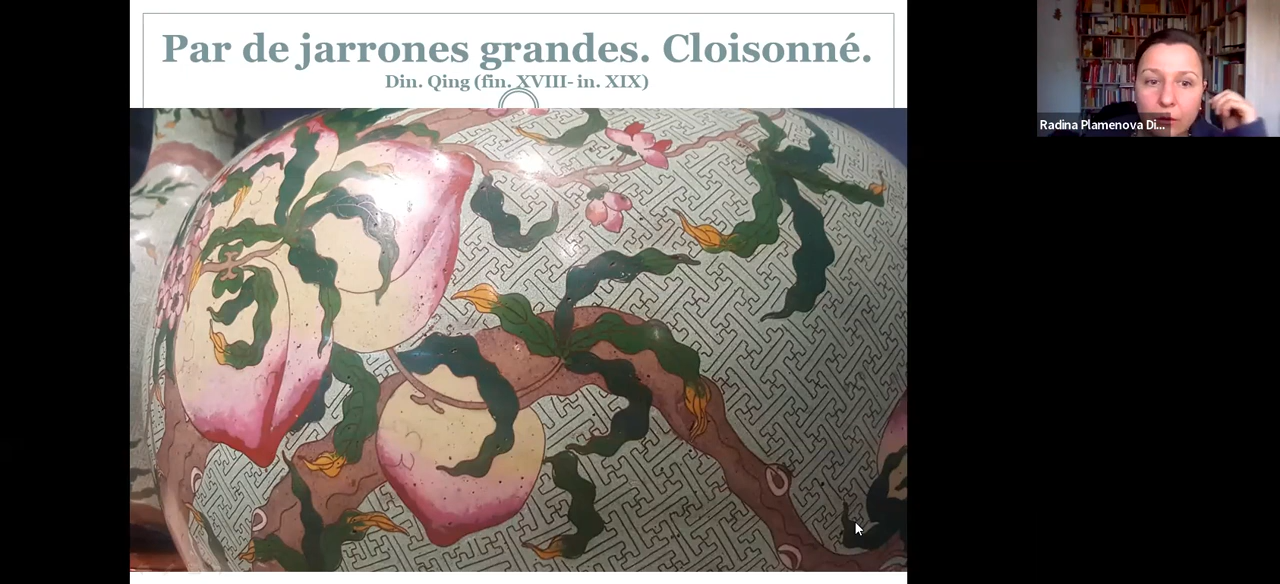 Par de jarrones grandes. Cloisonné.
Din. Qing (fin. XVIII- in. XIX)
Radina Plamenova Di...